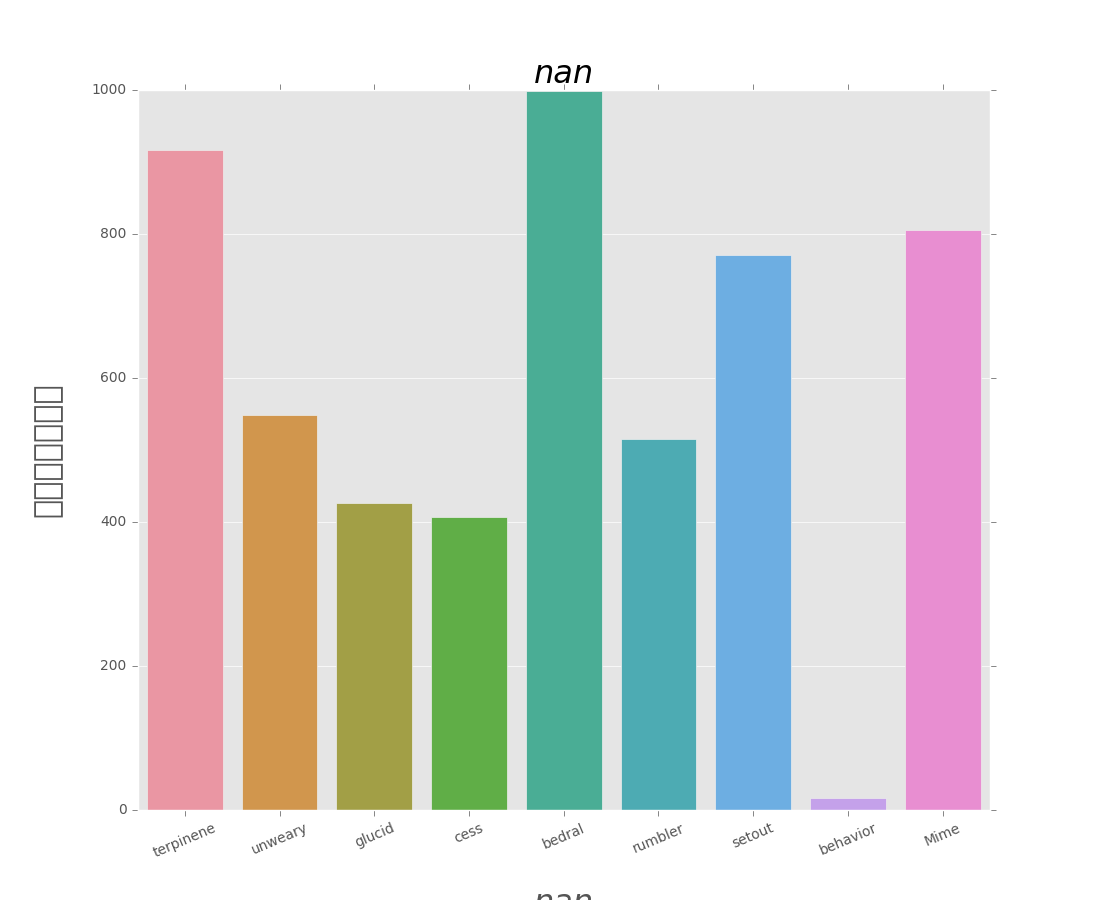 nan
1000
800
600
400
200
0
terpinene
unweary
glucid
cess
bedral
rumbler
setout
behavior
Mime
nan